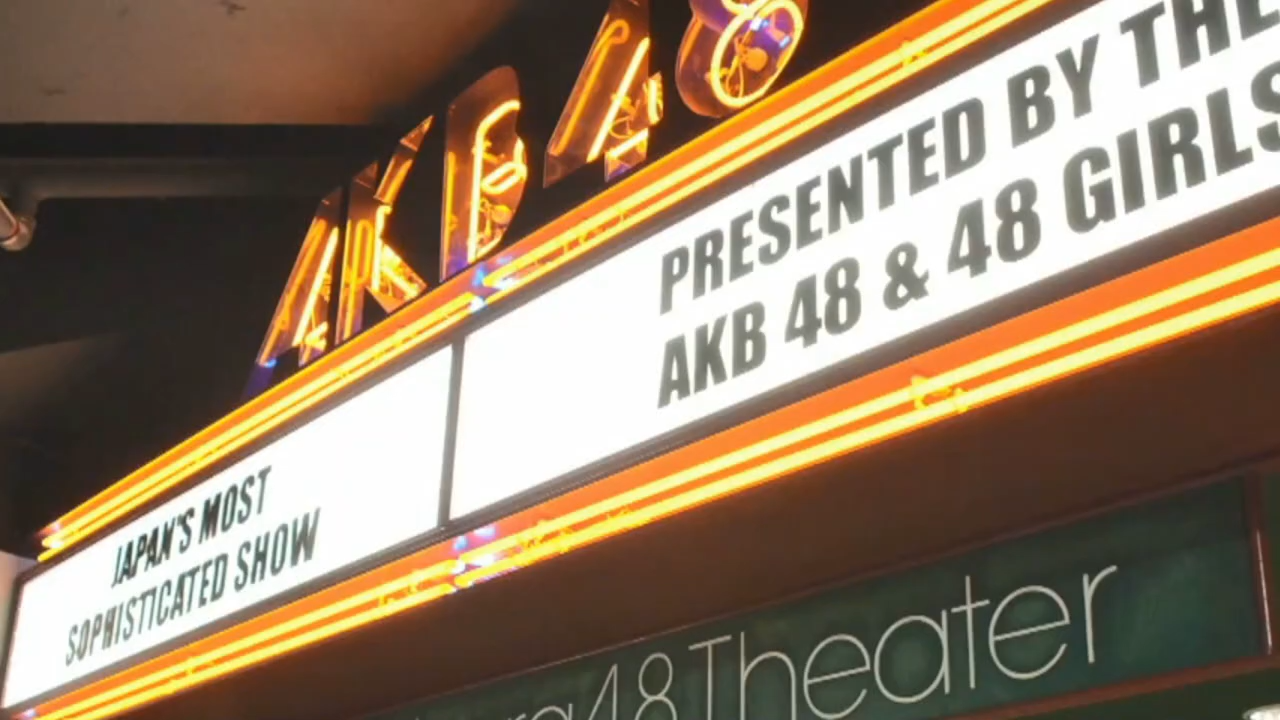 AKB48
PRESENTED BY THE
AKB 48 & 48 GIRLS
JAPAN'S MOST
SOPHISTICATED SHOW
48Theater